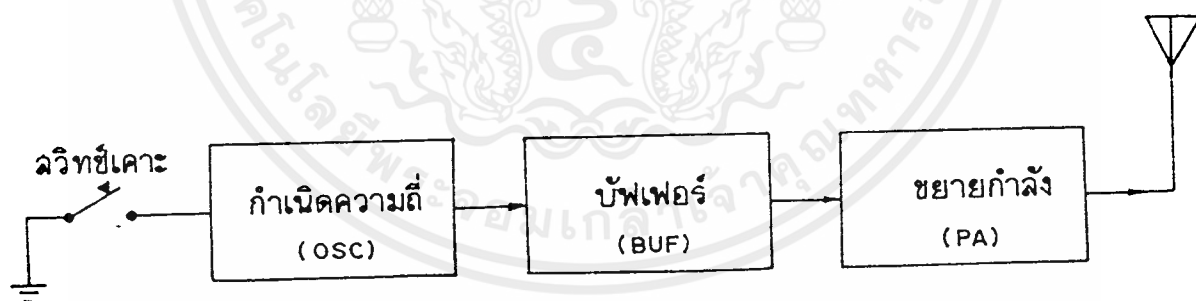 สวิทช์เคาะ
กำเนิดความถี่
(OSC)
บัฟเฟอร์
(BUF)
ขยายกำลัง
(PA)